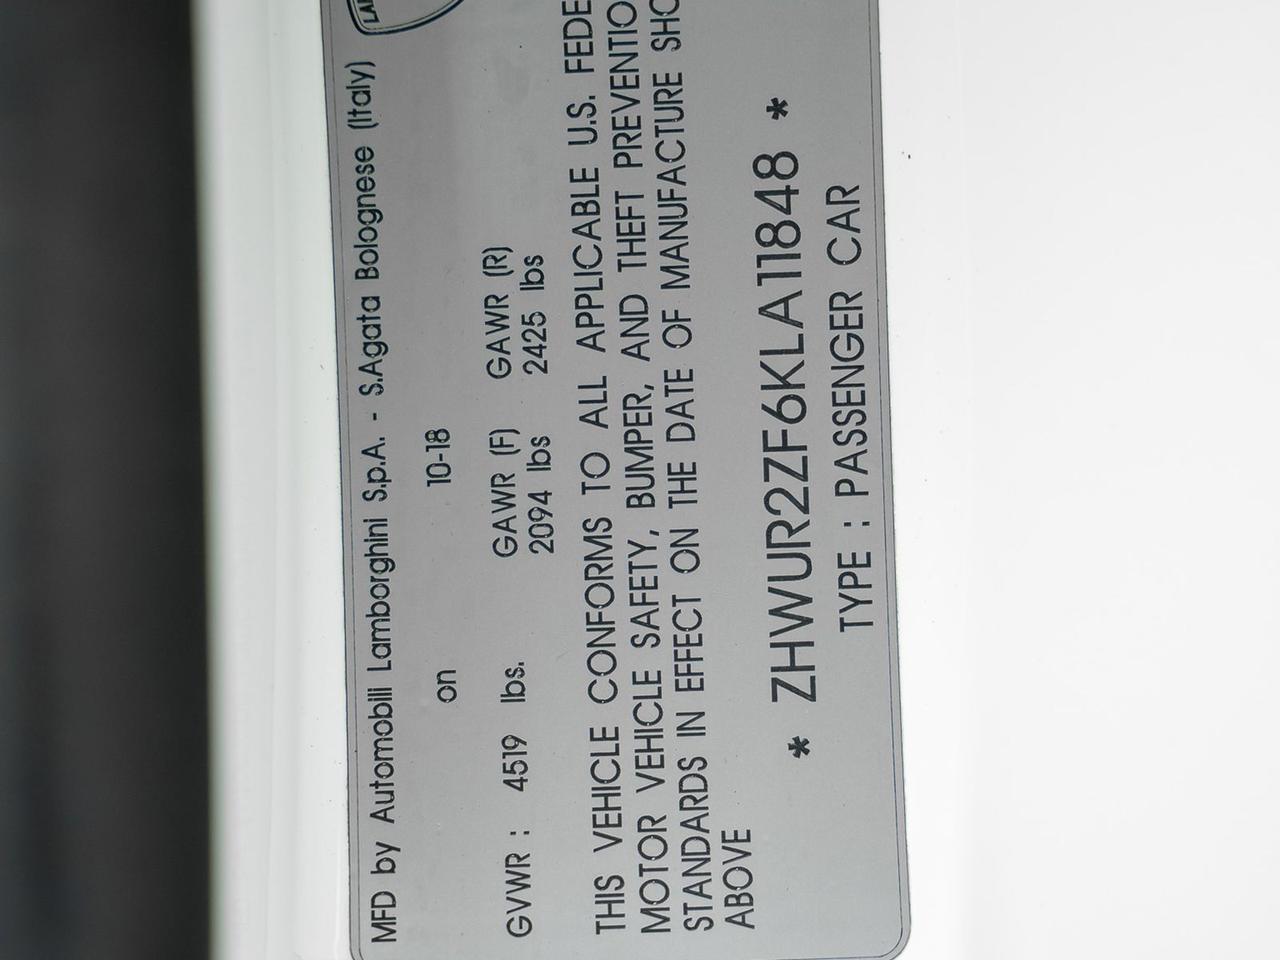 MFD by Automobili Lamborghini S.p.A. - S.Agata Bolognese (Italy)
on 10-18
GVWR : 4519 lbs. GAWR (F) GAWR (R)
2094 lbs 2425 lbs
THIS VEHICLE CONFORMS TO ALL APPLICABLE U.S. FEDE
MOTOR VEHICLE SAFETY, BUMPER, AND THEFT PREVENTIO
STANDARDS IN EFFECT ON THE DATE OF MANUFACTURE SHO
ABOVE
* ZHWUR2ZF6KLA11848 *
TYPE : PASSENGER CAR